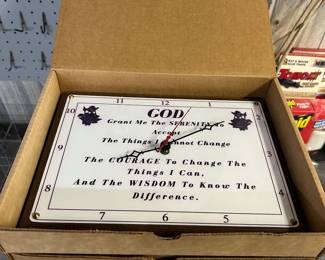 11 12 1
10 2
GOD
Grant Me The SERENITY To
Accept
The Things I Cannot Change
9 3
The COURAGE To Change The
Things I Can,
8 4
And The WISDOM To Know The
Difference.
7 6 5
TOMCAT